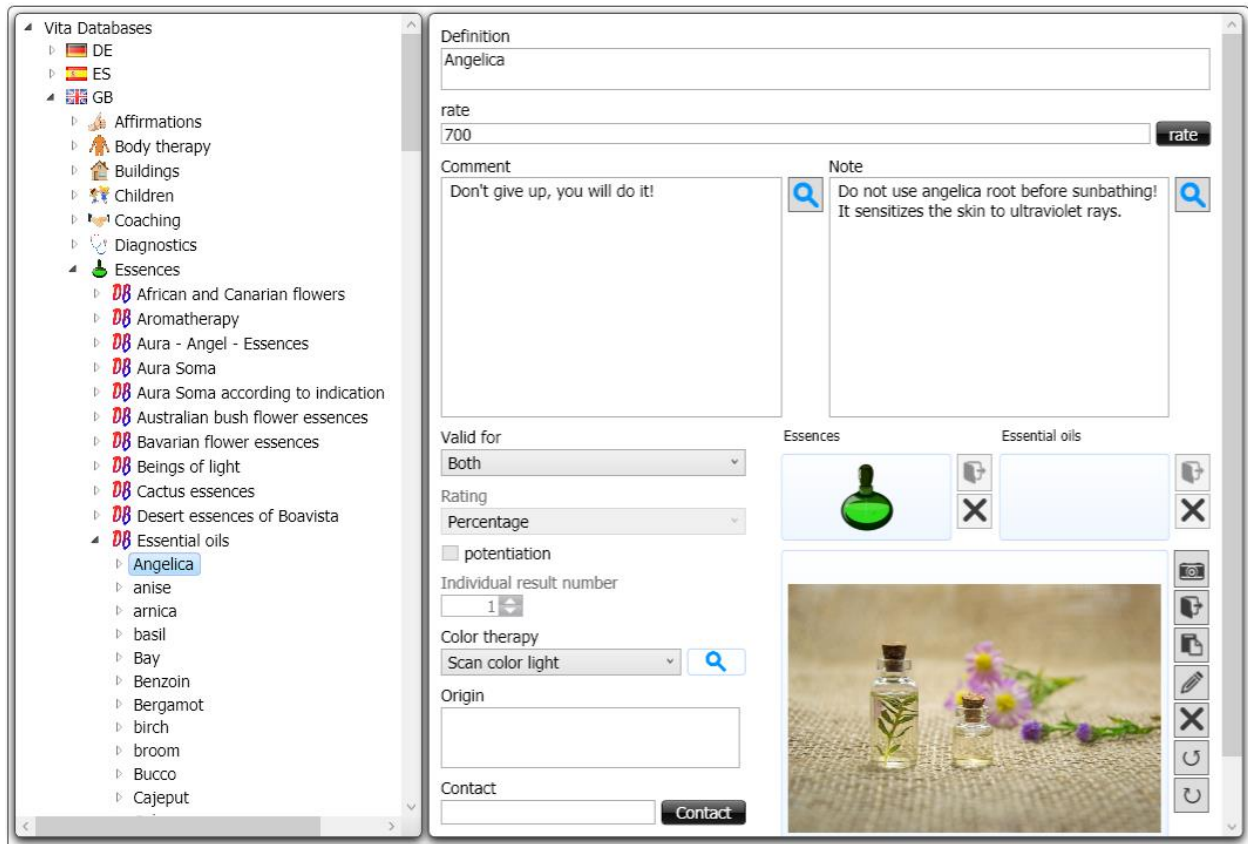 Vita Databases
DE
ES
GB
Affirmations
Body therapy
Buildings
Children
Coaching
Diagnostics
Essences
DB African and Canarian flowers
DB Aromatherapy
DB Aura - Angel - Essences
DB Aura Soma
DB Aura Soma according to indication
DB Australian bush flower essences
DB Bavarian flower essences
DB Beings of light
DB Cactus essences
DB Desert essences of Boavista
DB Essential oils
Angelica
anise
arnica
basil
Bay
Benzoin
Bergamot
birch
broom
Bucco
Cajeput
Definition
Angelica
rate
700
rate
Comment
Don't give up, you will do it!
Note
Do not use angelica root before sunbathing!
It sensitizes the skin to ultraviolet rays.
Valid for
Both
Rating
Percentage
potentiation
Individual result number
1
Color therapy
Scan color light
Origin
Contact
Contact
Essences
Essential oils